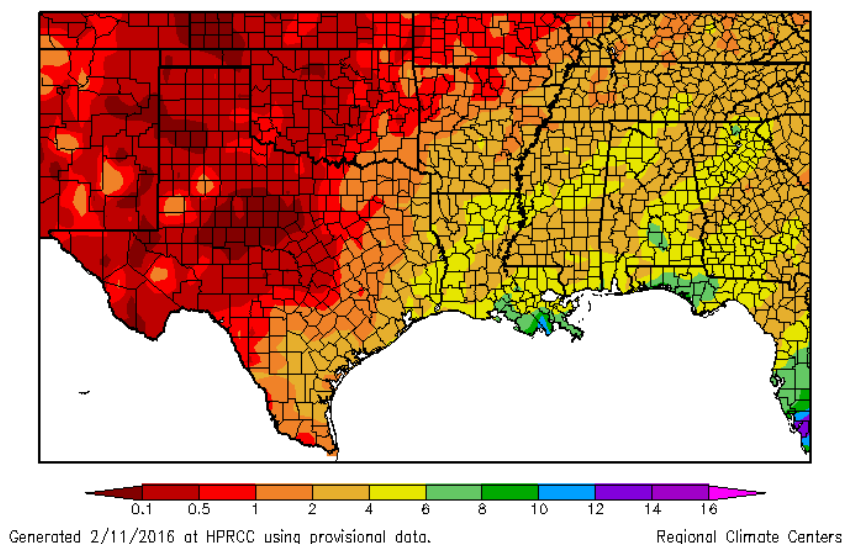 0.1 0.5 1 2 4 6 8 10 12 14 16
Generated 2/11/2016 at HPRCC using provisional data. Regional Climate Centers